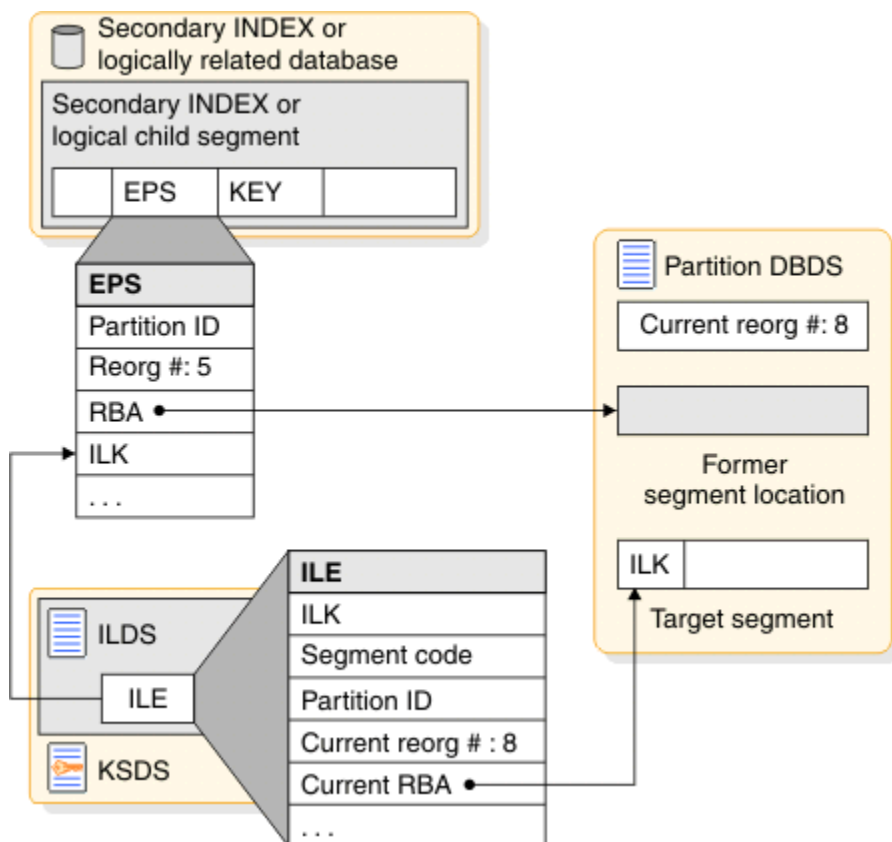 Secondary INDEX or
logically related database
Secondary INDEX or
logical child segment
EPS KEY
EPS
Partition ID
Reorg #: 5
RBA
ILK
. . .
Partition DBDS
Current reorg #: 8
Former
segment location
ILK
Target segment
ILDS
ILE
KSDS
ILE
ILK
Segment code
Partition ID
Current reorg # : 8
Current RBA
. . .